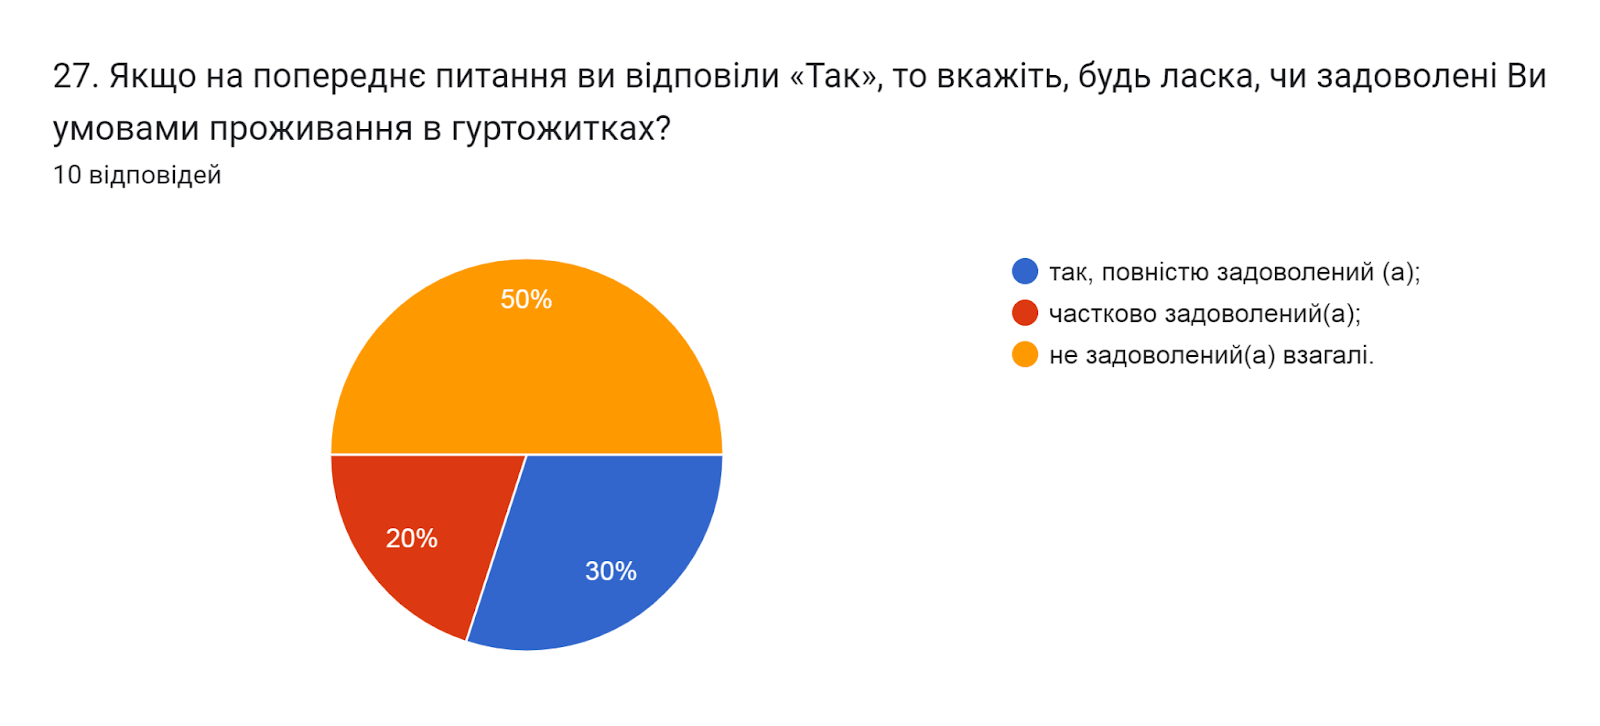 27. Якщо на попереднє питання ви відповіли «Так», то вкажіть, будь ласка, чи задоволені Ви
умовами проживання в гуртожитках?
10 відповідей
так, повністю задоволений (а);
частково задоволений(а);
не задоволений(а) взагалі.
50%
20%
30%